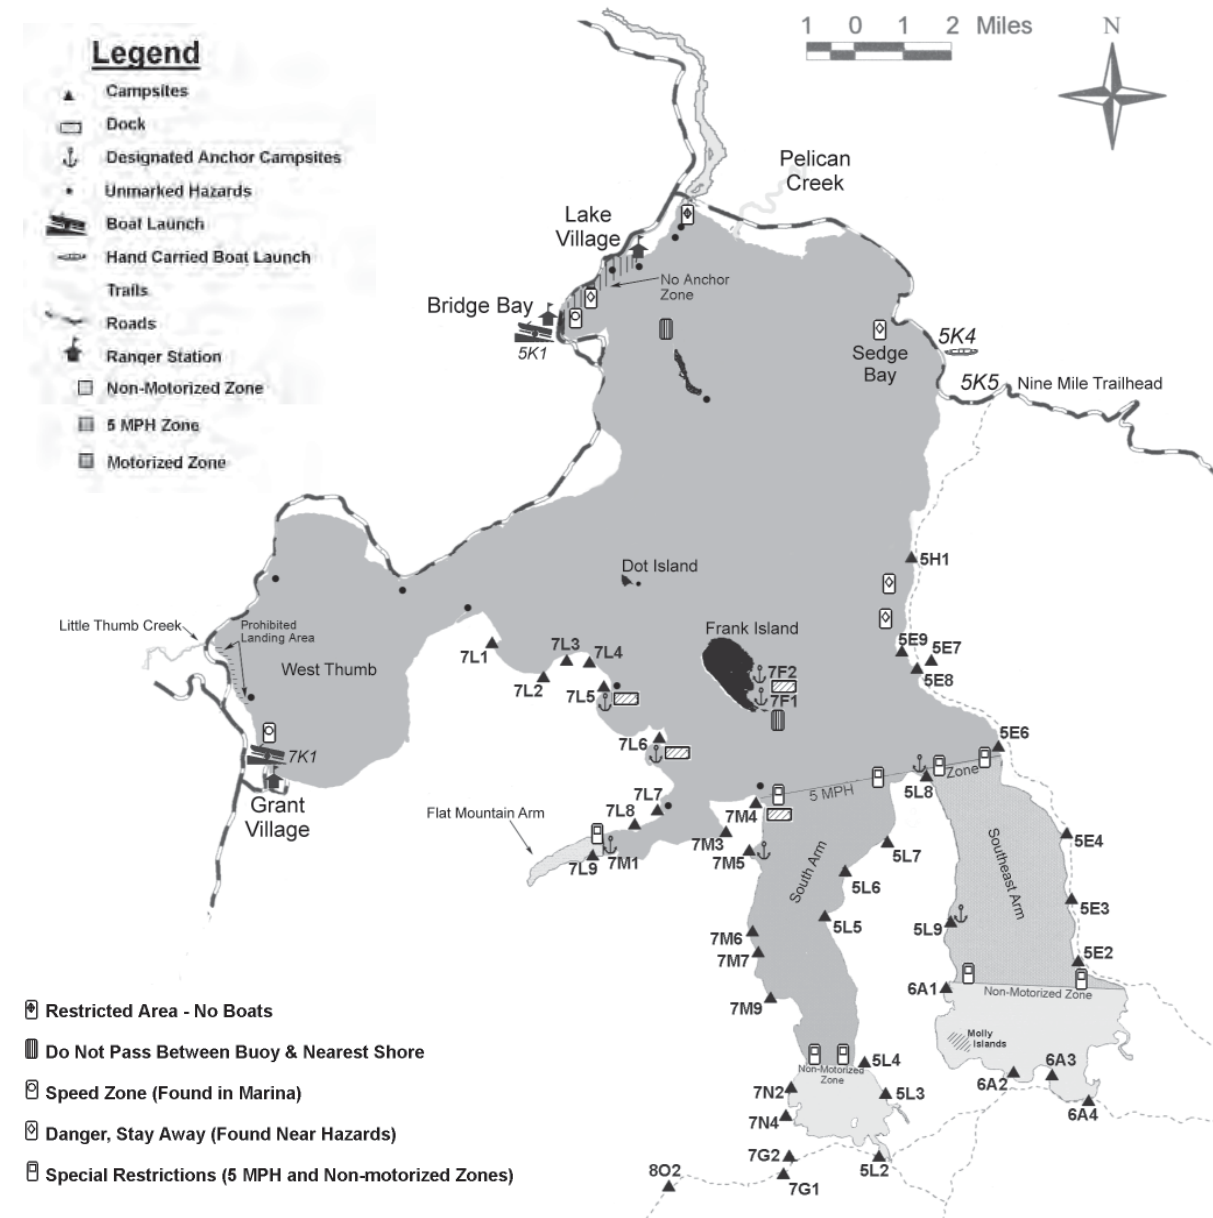 Legend
Campsites
Dock
Designated Anchor Campsites
Unmarked Hazards
Boat Launch
Hand Carried Boat Launch
Trails
Roads
Ranger Station
Non-Motorized Zone
5 MPH Zone
Motorized Zone
1 0 1 2 Miles
N
Pelican
Creek
Lake
Village
No Anchor
Zone
Bridge Bay
5K1
Sedge
Bay
5K4
5K5
Nine Mile Trailhead
5H1
Dot Island
Little Thumb Creek
Prohibited
Landing Area
West Thumb
Frank Island
5E9
5E7
5E8
7L1
7L2
7L3
7L4
7L5
7F2
7F1
7L6
5E6
7K1
Grant
Village
Flat Mountain Arm
7L7
7L8
7L9
7M1
7M4
7M3
7M5
5 MPH
Zone
5L8
South Arm
Southeast Arm
5L7
5L6
5L5
5E4
5E3
5L9
5E2
7M6
7M7
7M9
6A1
Non-Motorized Zone
Molly
Islands
Non-Motorized
Zone
5L4
5L3
7N2
7N4
6A2
6A3
6A4
7G2
7G1
5L2
8O2
Restricted Area - No Boats
Do Not Pass Between Buoy & Nearest Shore
Speed Zone (Found in Marina)
Danger, Stay Away (Found Near Hazards)
Special Restrictions (5 MPH and Non-motorized Zones)